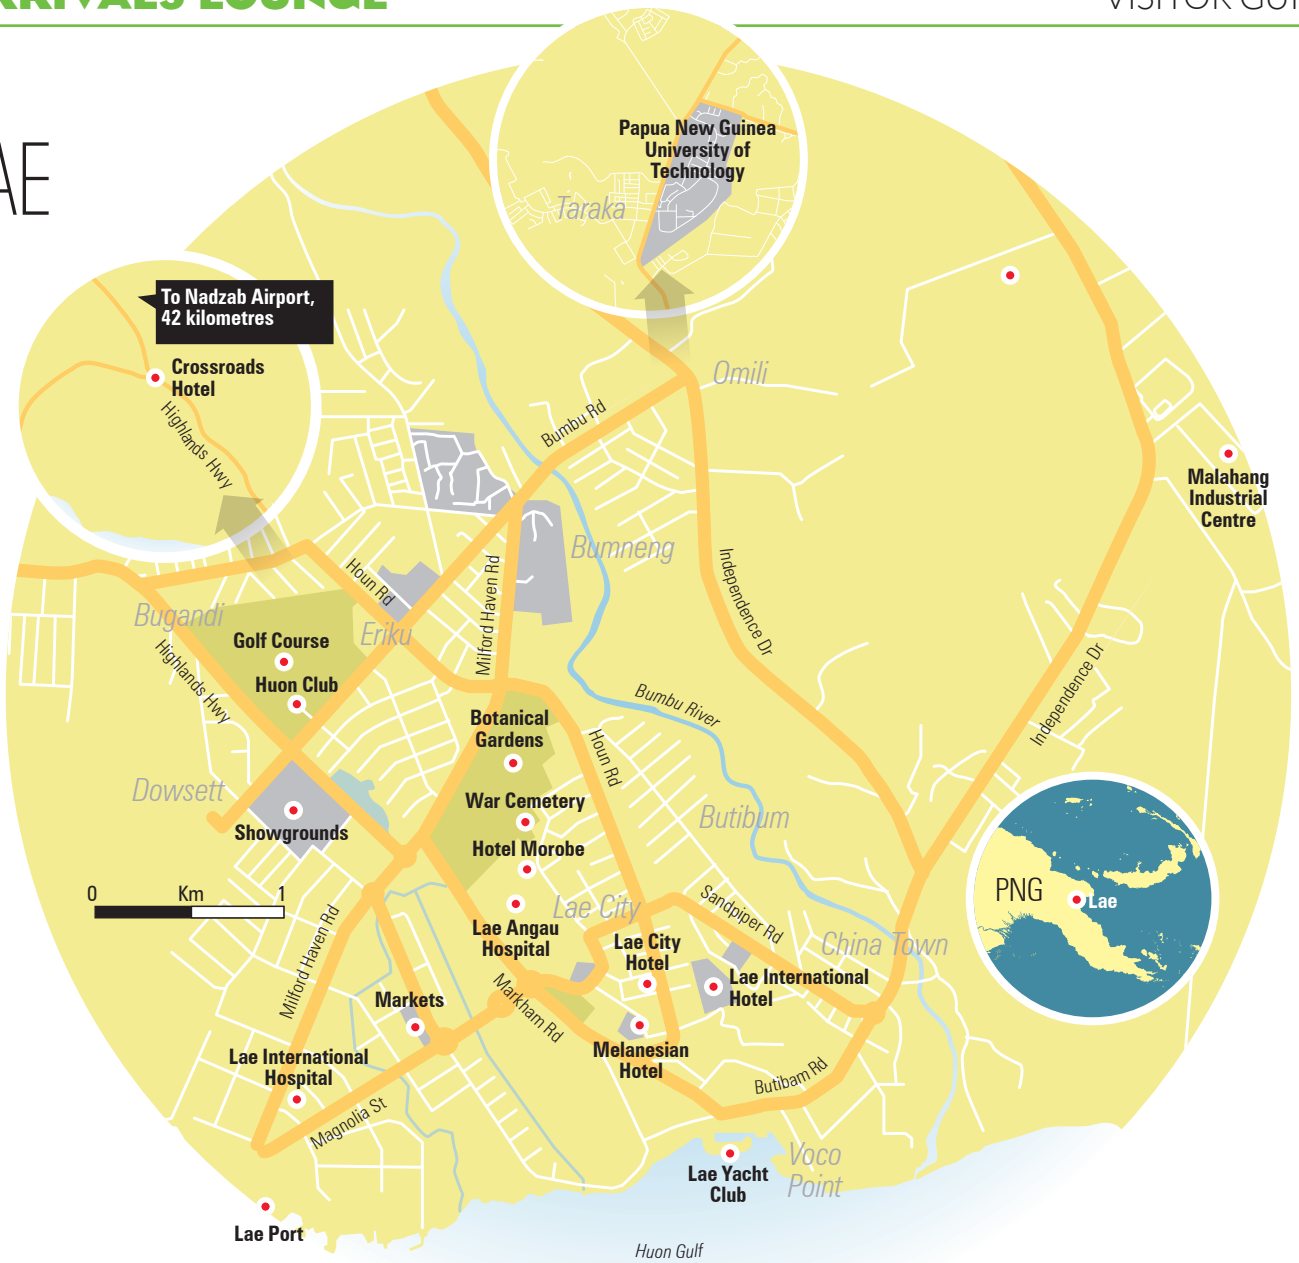 ARRIVALS LOUNGE
VISITOR GUI
AE
Papua New Guinea
University of
Technology
Taraka
To Nadzab Airport,
42 kilometres
Crossroads
Hotel
Highlands Hwy
Omili
Bumbu Rd
Malahang
Industrial
Centre
Bumneng
Houn Rd
Milford Haven Rd
Independence Dr
Bugandi
Eriku
Golf Course
Huon Club
Highlands Hwy
Independence Dr
Bumbu River
Botanical
Gardens
Houn Rd
Dowsett
War Cemetery
Butibum
Showgrounds
Hotel Morobe
0 Km 1
PNG
Lae
Lae City
Sandpiper Rd
Lae Angau
Hospital
Lae City
Hotel
China Town
Milford Haven Rd
Lae International
Hotel
Markets
Markham Rd
Melanesian
Hotel
Lae International
Hospital
Butibam Rd
Magnolia St
Voco
Point
Lae Yacht
Club
Lae Port
Huon Gulf